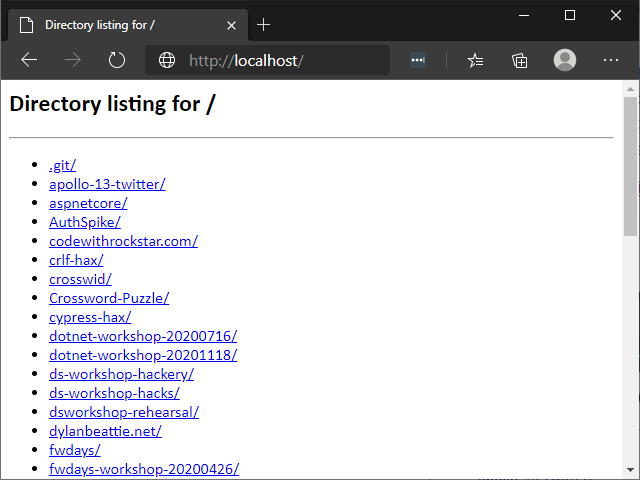 Directory listing for /
http://localhost/
Directory listing for /
.git/
apollo-13-twitter/
aspnetcore/
AuthSpike/
codewithrockstar.com/
crlf-hax/
crosswid/
Crossword-Puzzle/
cypress-hax/
dotnet-workshop-20200716/
dotnet-workshop-20201118/
ds-workshop-hackery/
ds-workshop-hacks/
dsworkshop-rehearsal/
dylanbeattie.net/
fwdays/
fwdays-workshop-20200426/